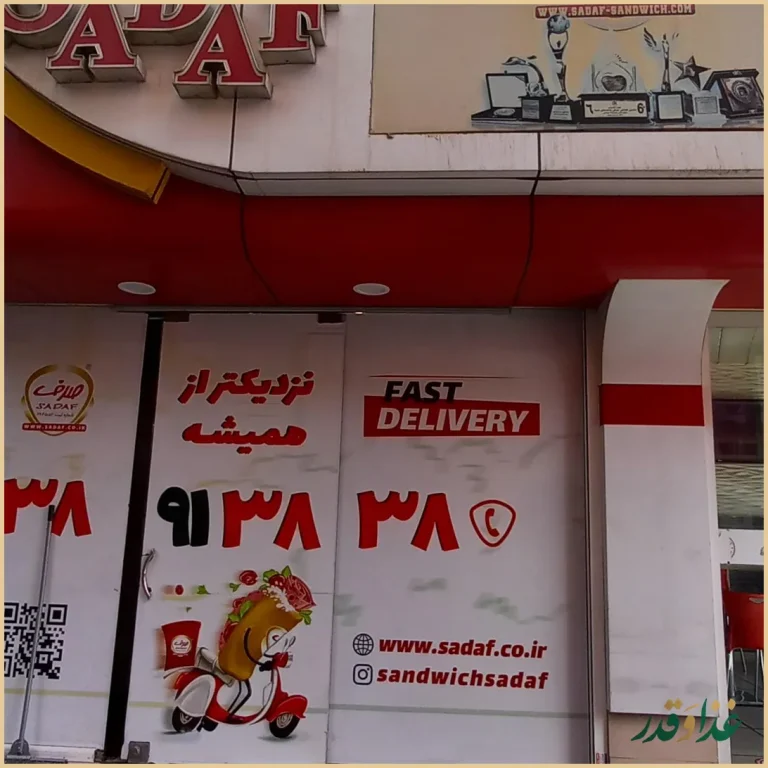 SADAF
WWW.SADAF-SANDWICH.COM
صدف
SADAF
WWW.SADAF.CO.IR
نزدیکتر از
همیشه
FAST
DELIVERY
۳۸
۹۱۳۸
۳۸
www.sadaf.co.ir
sandwichsadaf
غذا و قدر